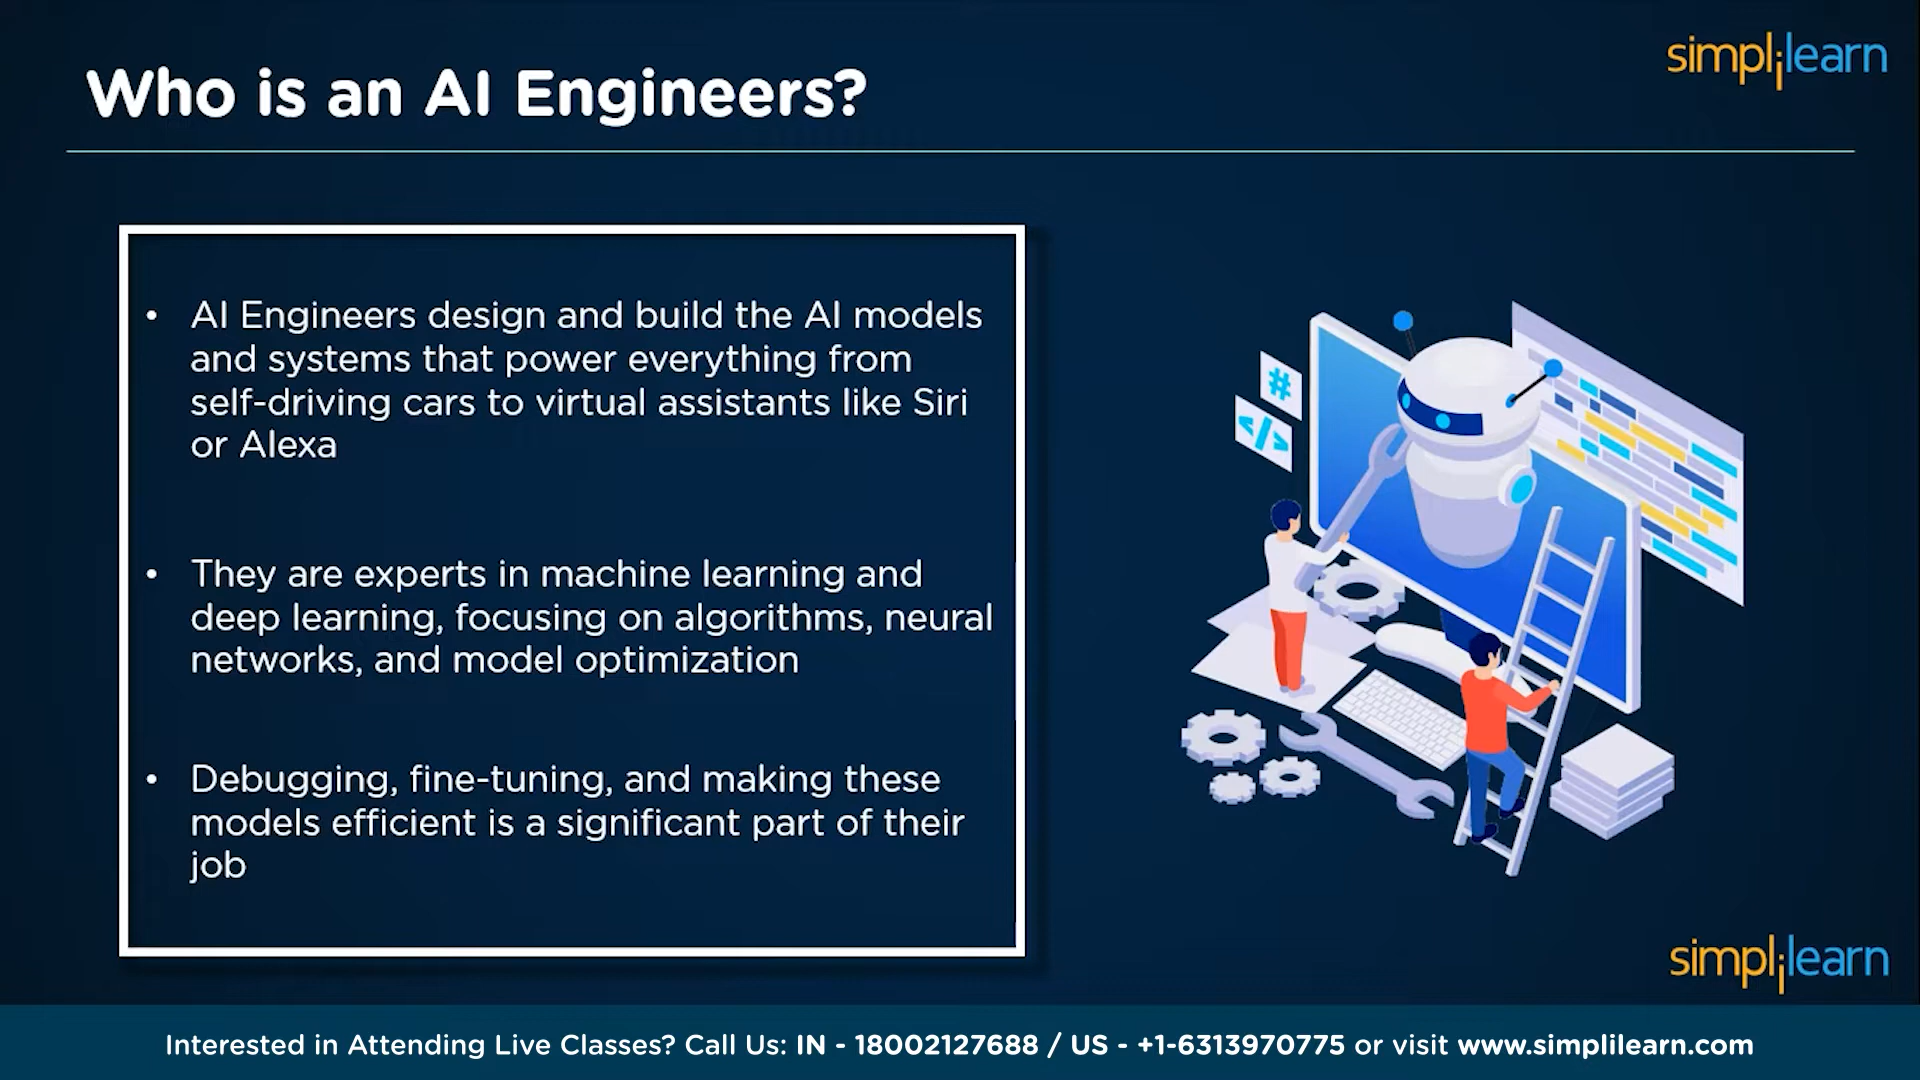 simplilearn
Who is an AI Engineers?
• AI Engineers design and build the AI models
and systems that power everything from
self-driving cars to virtual assistants like Siri
or Alexa
• They are experts in machine learning and
deep learning, focusing on algorithms, neural
networks, and model optimization
• Debugging, fine-tuning, and making these
models efficient is a significant part of their
job
#
</>
simplilearn
Interested in Attending Live Classes? Call Us: IN - 18002127688 / US - +1-6313970775 or visit www.simplilearn.com